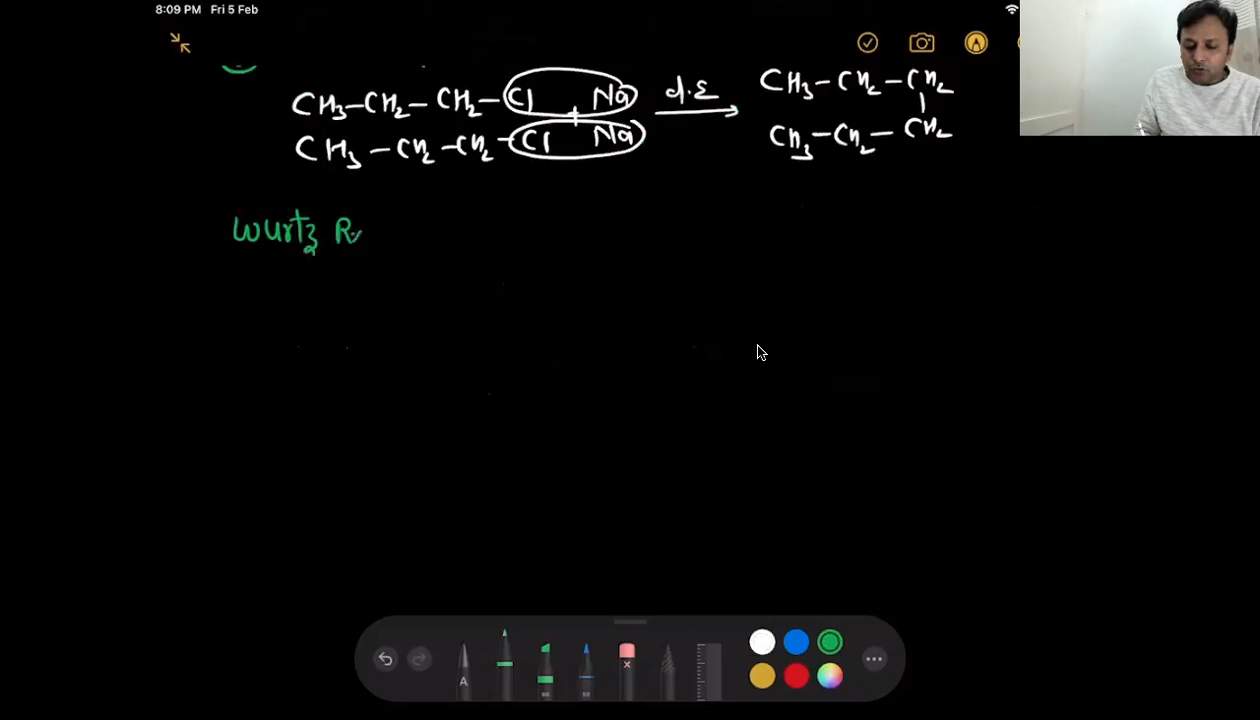 8:09 PM Fri 5 Feb
CH3-CH2-CH2-Cl Na d.E CH3-CH2-CH2
+ |
CH3-CH2-CH2-Cl Na CH3-CH2-CH2
Wurtz R
A